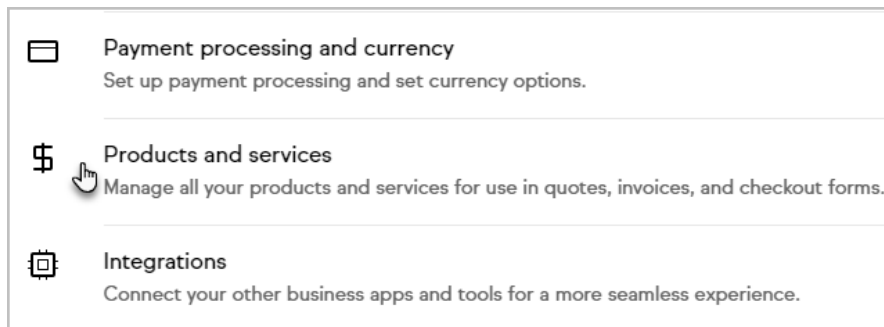 Payment processing and currency
Set up payment processing and set currency options.
Products and services
Manage all your products and services for use in quotes, invoices, and checkout forms.
Integrations
Connect your other business apps and tools for a more seamless experience.